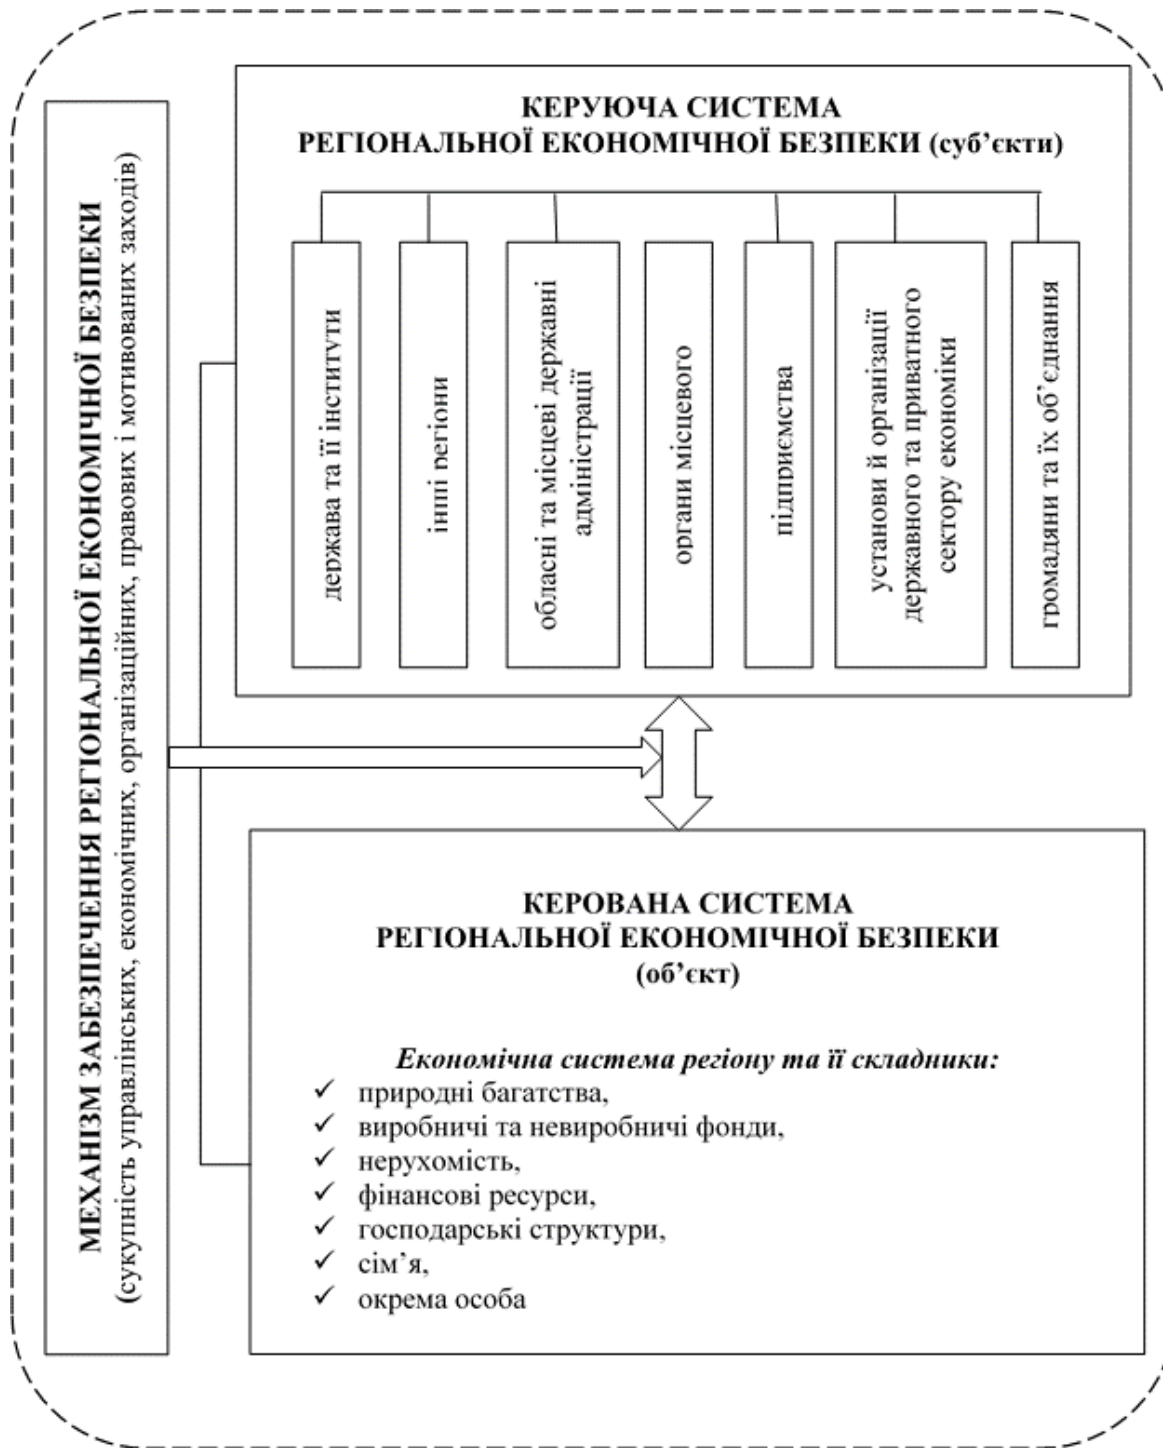 МЕХАНІЗМ ЗАБЕЗПЕЧЕННЯ РЕГІОНАЛЬНОЇ ЕКОНОМІЧНОЇ БЕЗПЕКИ
(сукупність управлінських, економічних, організаційних, правових і мотивованих заходів)
КЕРУЮЧА СИСТЕМА
РЕГІОНАЛЬНОЇ ЕКОНОМІЧНОЇ БЕЗПЕКИ (суб’єкти)
держава та її інститути
інші регіони
обласні та місцеві державні
адміністрації
органи місцевого
підприємства
установи й організації
державного та приватного
сектору економіки
громадяни та їх об’єднання
КЕРОВАНА СИСТЕМА
РЕГІОНАЛЬНОЇ ЕКОНОМІЧНОЇ БЕЗПЕКИ
(об’єкт)
Економічна система регіону та її складники:
✓ природні багатства,
✓ виробничі та невиробничі фонди,
✓ нерухомість,
✓ фінансові ресурси,
✓ господарські структури,
✓ сім’я,
✓ окрема особа